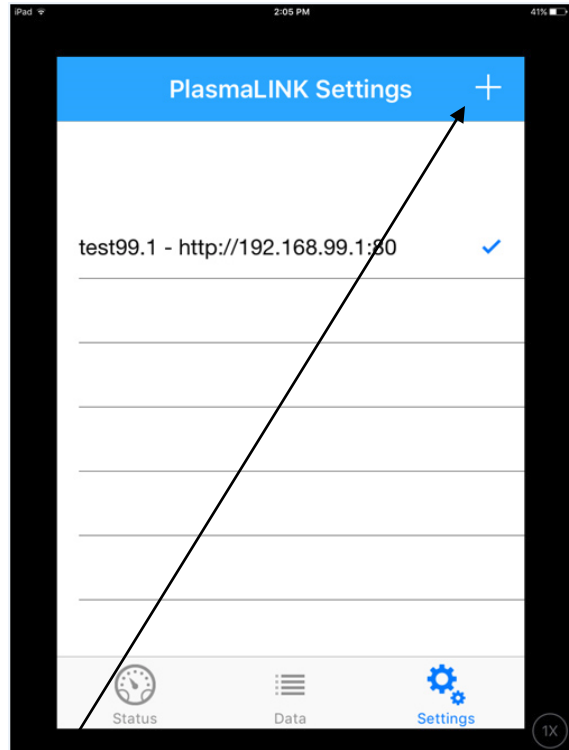 iPad 2:05 PM 41%
PlasmaLINK Settings +
test99.1 - http://192.168.99.1:80
Status Data Settings
1X